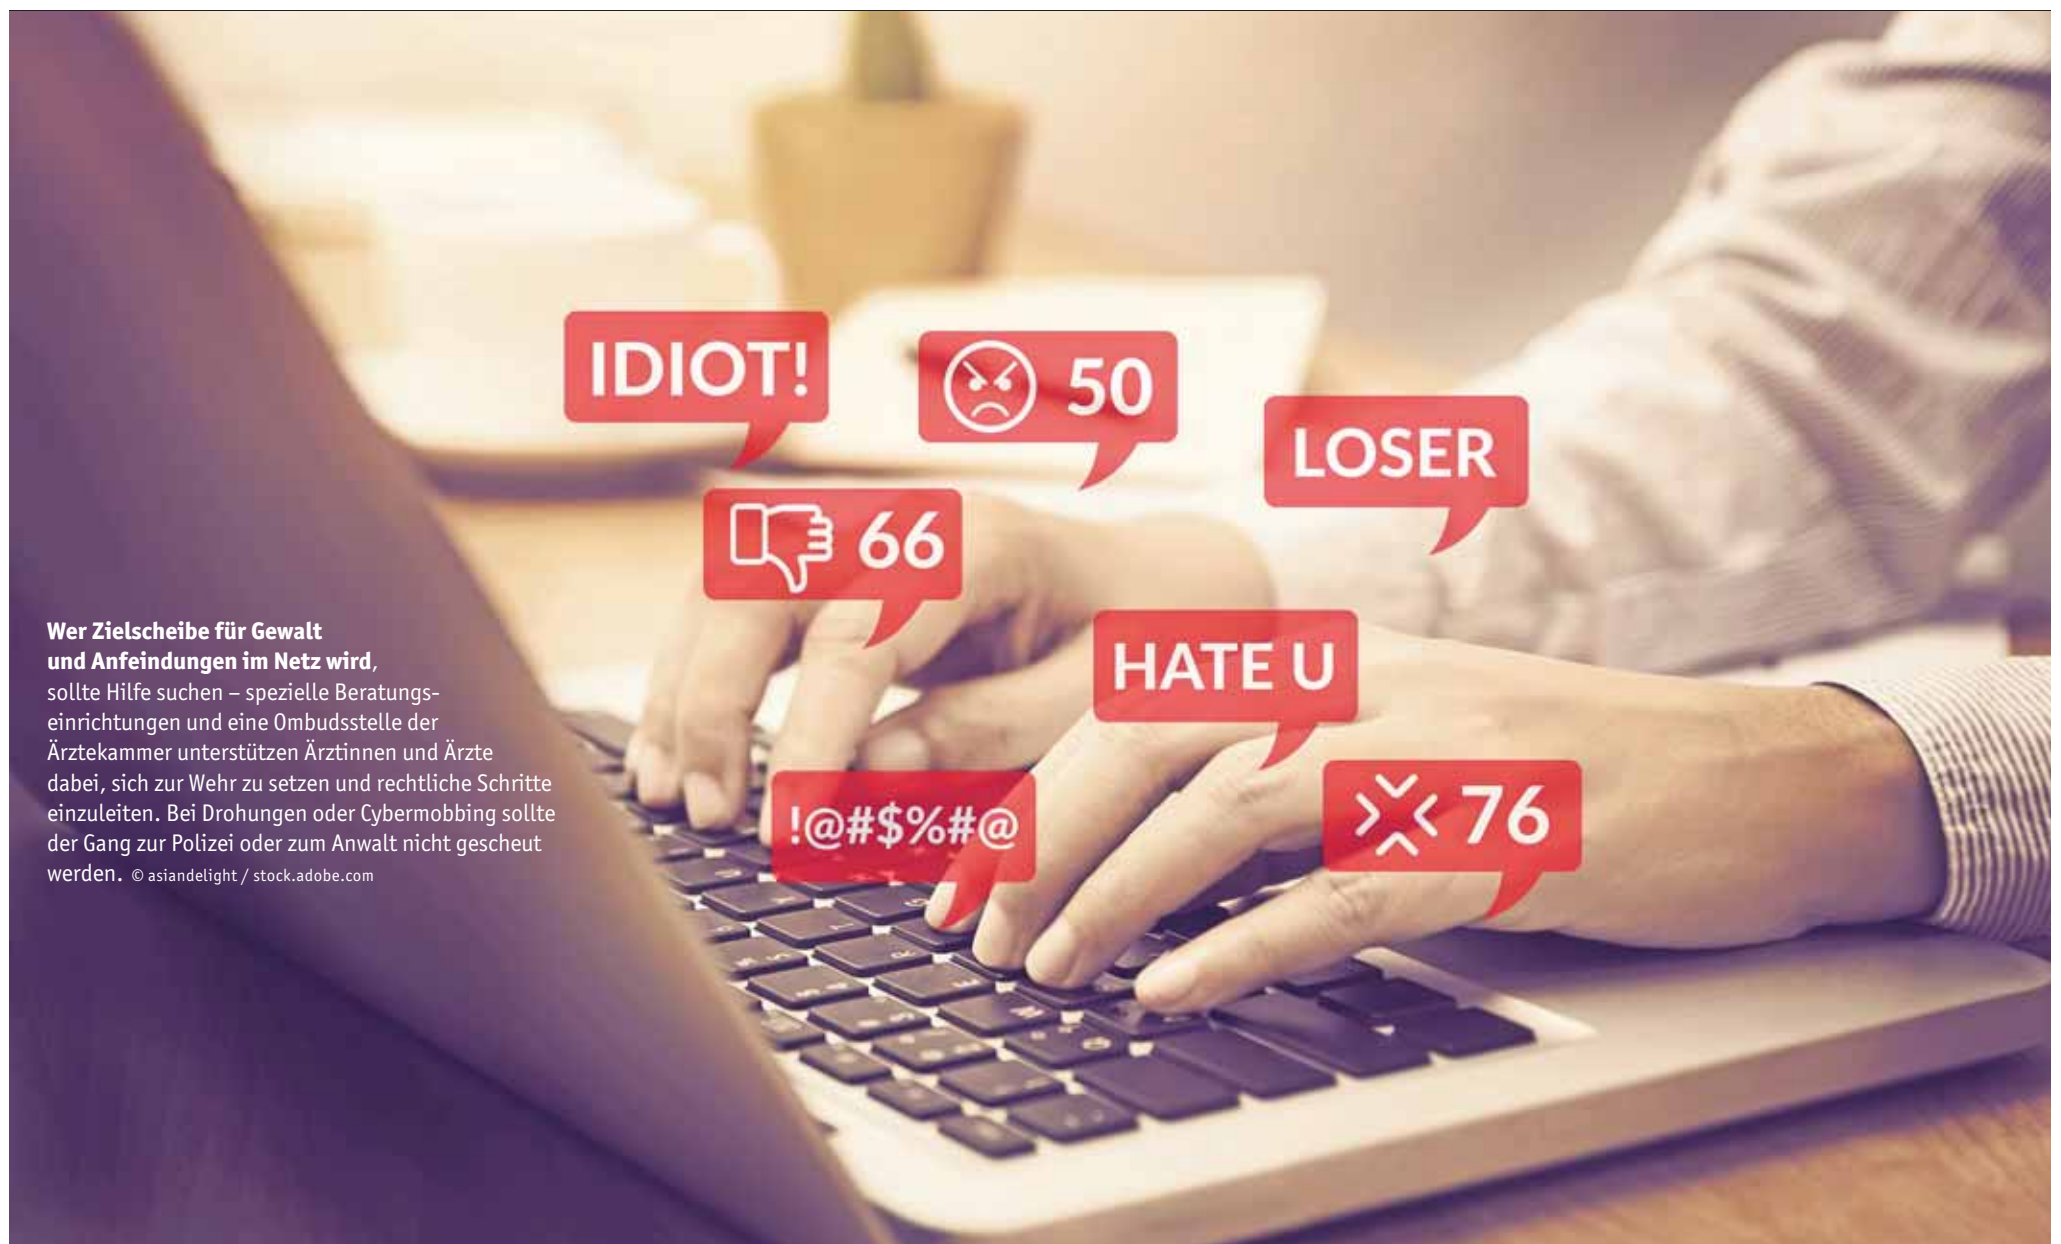 IDIOT!
50
LOSER
66
HATE U
!@#$%#@
76
Wer Zielscheibe für Gewalt
und Anfeindungen im Netz wird,
sollte Hilfe suchen – spezielle Beratungs-
einrichtungen und eine Ombudsstelle der
Ärztekammer unterstützen Ärztinnen und Ärzte
dabei, sich zur Wehr zu setzen und rechtliche Schritte
einzuleiten. Bei Drohungen oder Cybermobbing sollte
der Gang zur Polizei oder zum Anwalt nicht gescheut
werden. © asiandelight / stock.adobe.com